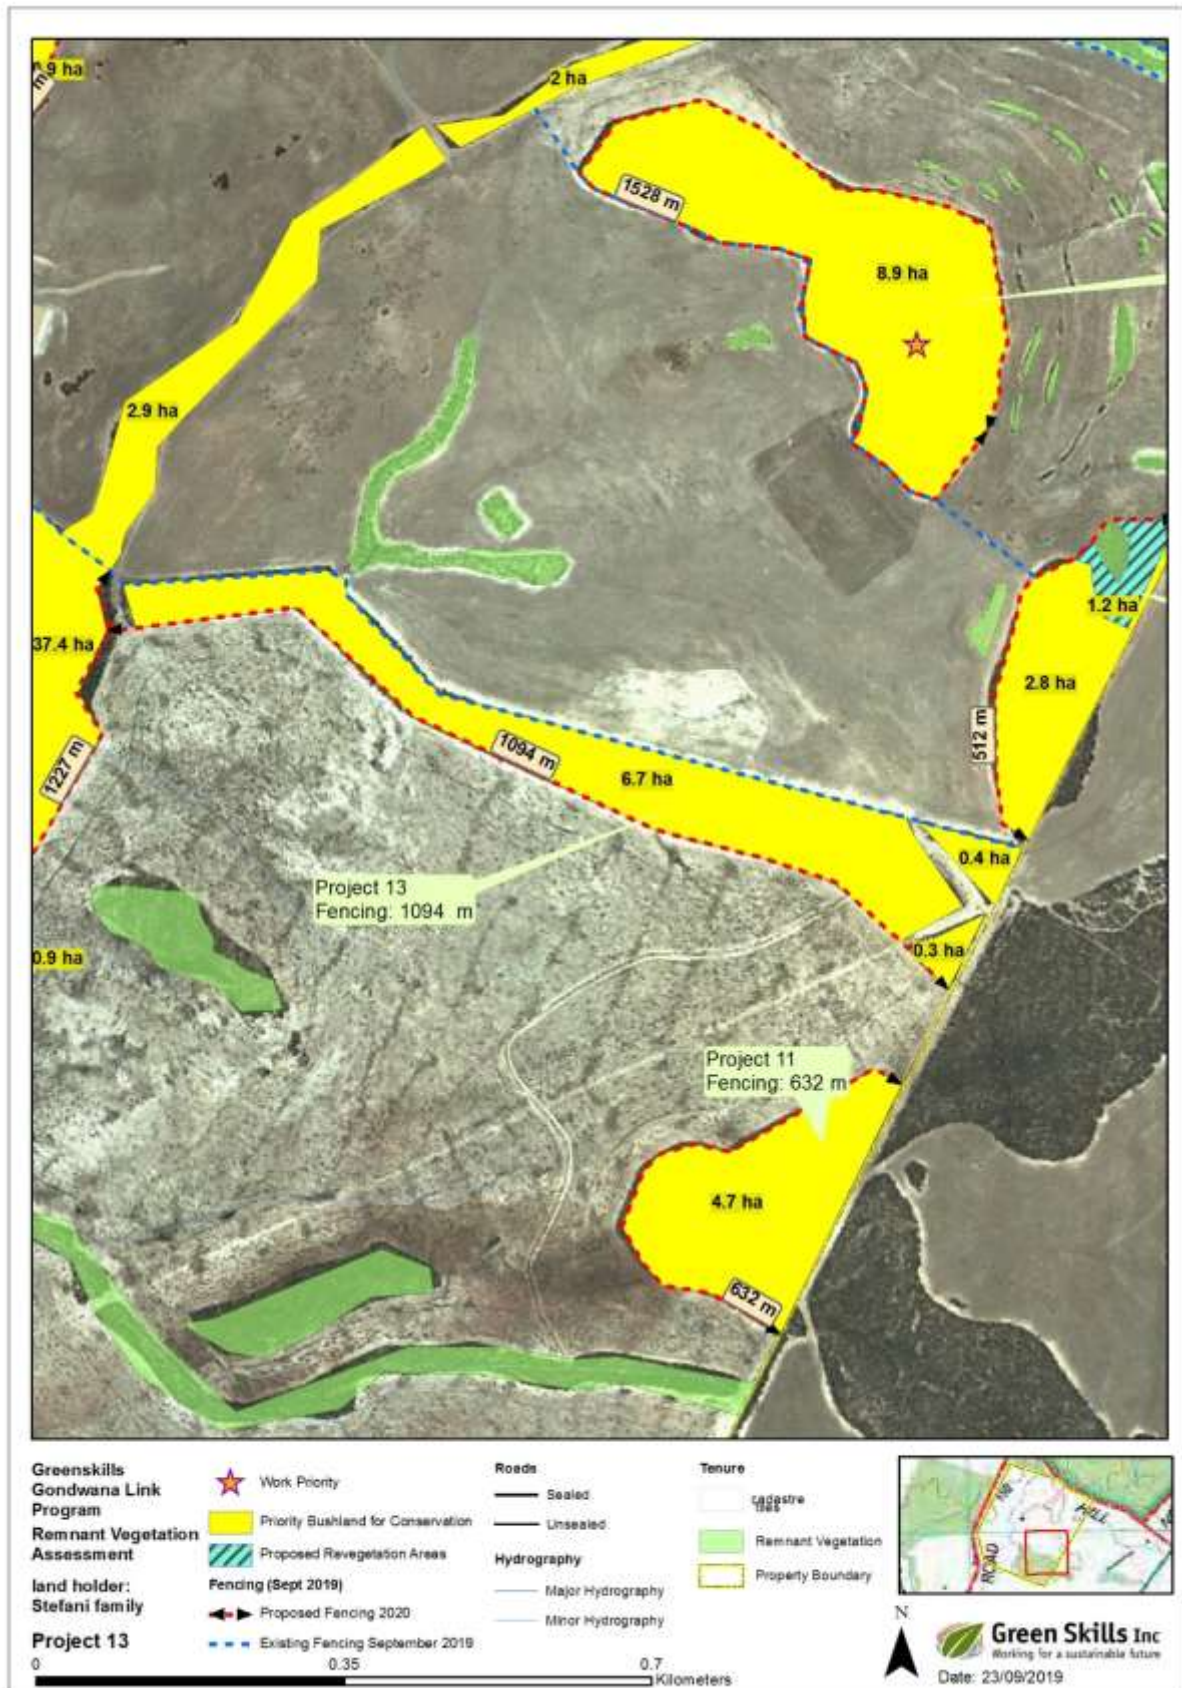 9 ha
m
2 ha
1528 m
8.9 ha
2.9 ha
1.2 ha
37.4 ha
2.8 ha
512 m
1227 m
1094 m
6.7 ha
0.4 ha
Project 13
Fencing: 1094 m
0.9 ha
0.3 ha
Project 11
Fencing: 632 m
4.7 ha
632 m
Greenskills
Gondwana Link
Program
Remnant Vegetation
Assessment
land holder:
Stefani family
Project 13
Work Priority
Priority Bushland for Conservation
Proposed Revegetation Areas
Fencing (Sept 2019)
Proposed Fencing 2020
Existing Fencing September 2019
Roads
Sealed
Unsealed
Hydrography
Major Hydrography
Minor Hydrography
Tenure
cadastre
Remnant Vegetation
Property Boundary
HILL
ROAD
N
Green Skills Inc
Working for a sustainable future
Date: 23/09/2019
0 0.35 0.7
Kilometers